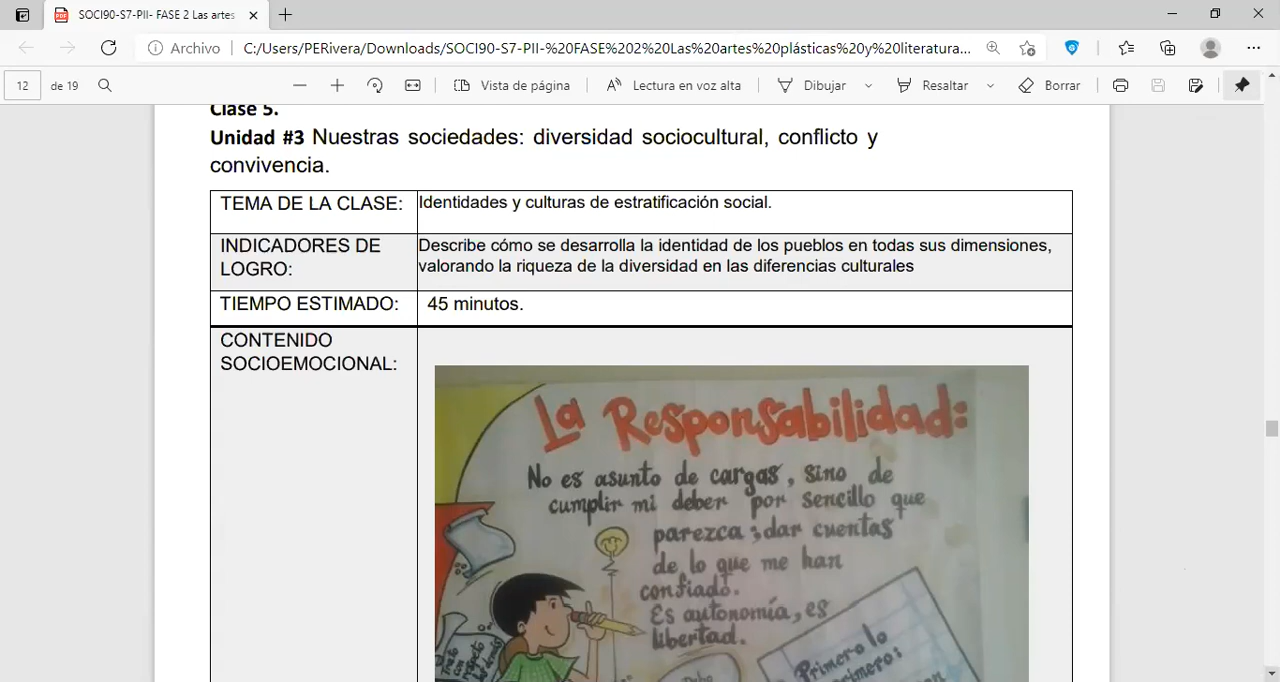 SOCI90-S7-PII- FASE 2 Las artes
Archivo
C:/Users/PERivera/Downloads/SOCI90-S7-PII-%20FASE%202%20Las%20artes%20plásticas%20y%20literatura...
12 de 19
Vista de página
Lectura en voz alta
Dibujar
Resaltar
Borrar
Clase 5.
Unidad #3 Nuestras sociedades: diversidad sociocultural, conflicto y
convivencia.
TEMA DE LA CLASE:
Identidades y culturas de estratificación social.
INDICADORES DE
LOGRO:
Describe cómo se desarrolla la identidad de los pueblos en todas sus dimensiones,
valorando la riqueza de la diversidad en las diferencias culturales
TIEMPO ESTIMADO:
45 minutos.
CONTENIDO
SOCIOEMOCIONAL:
La Responsabilidad:
No es asunto de cargas, sino de
cumplir mi deber por sencillo que
parezca; dar cuentas
de lo que me han
confiado.
Es autonomía, es
libertad.
Trato
con
respeto
Primero lo
primero:
Debo